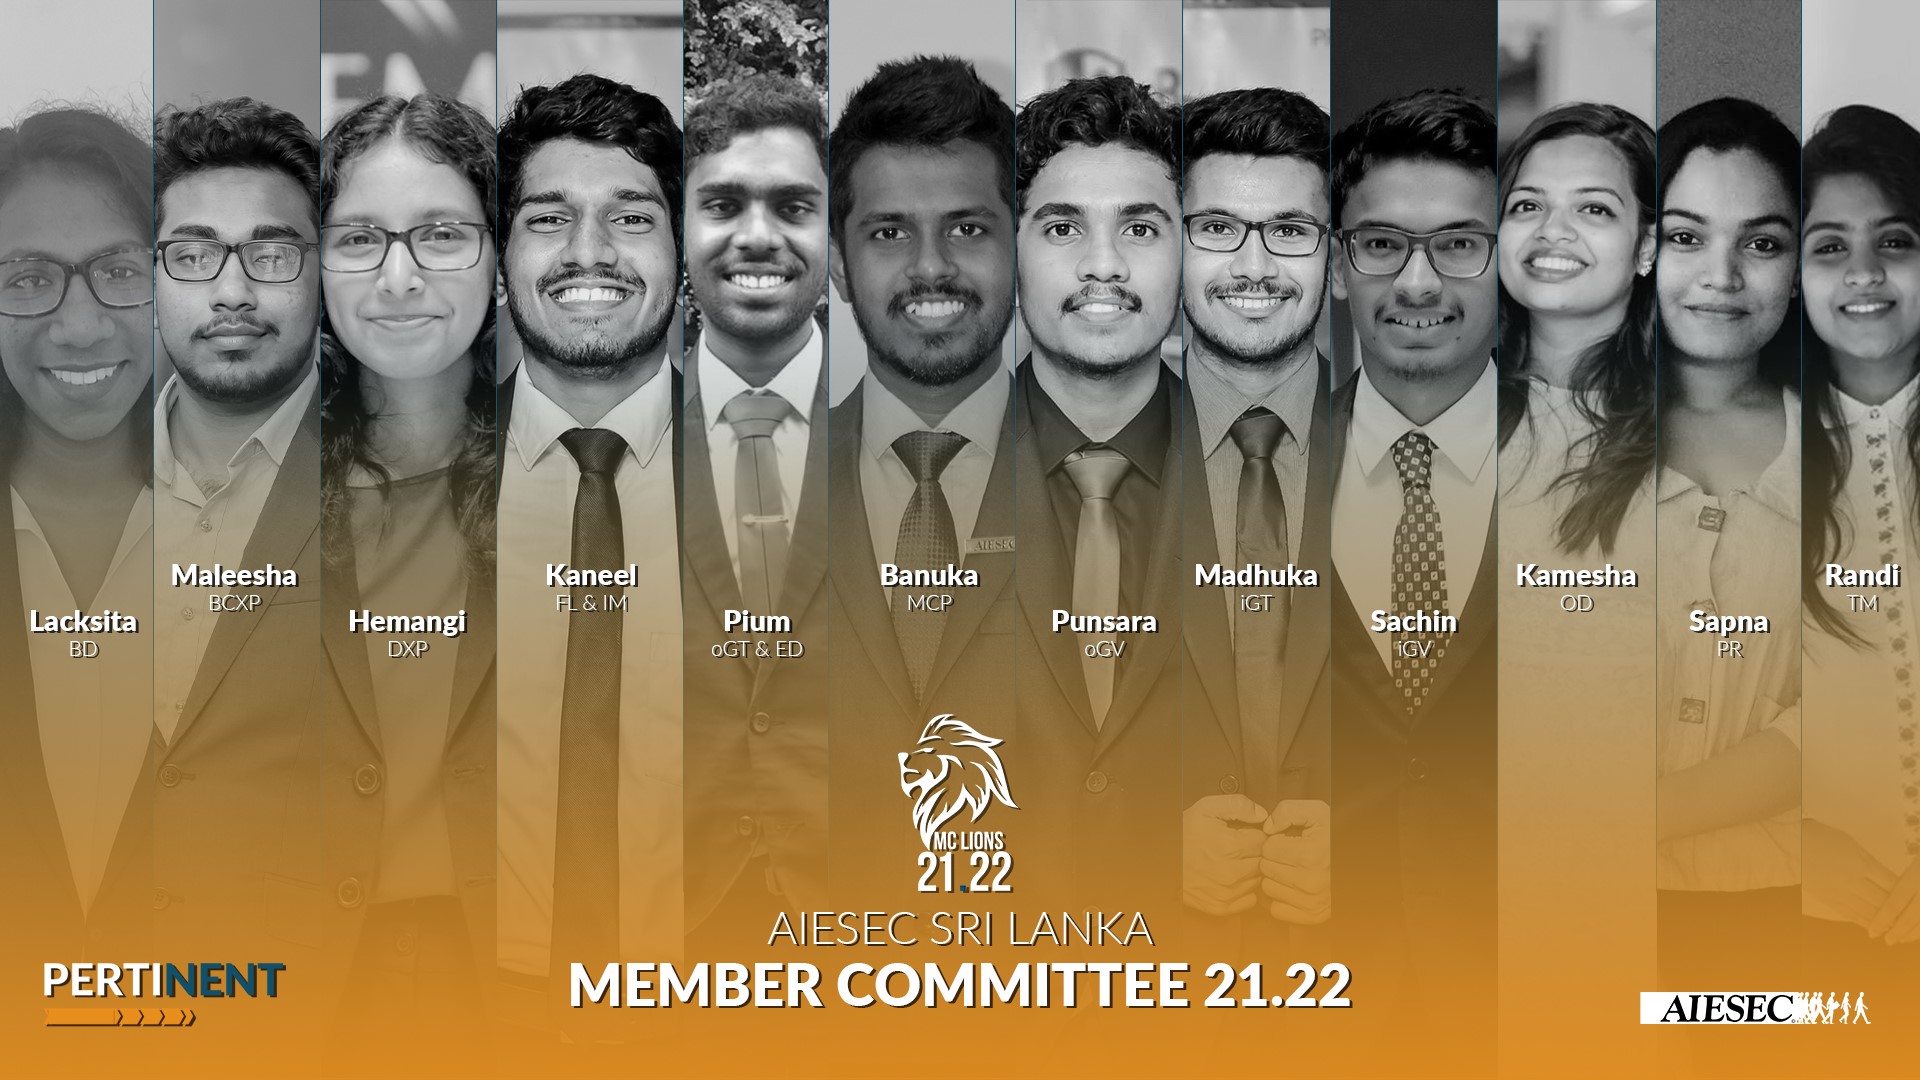 Lacksita
BD
Maleesha
BCXP
Hemangi
DXP
Kaneel
FL & IM
Pium
oGT & ED
Banuka
MCP
AIESEC
Punsara
oGV
Madhuka
iGT
Sachin
iGV
Kamesha
OD
Sapna
PR
Randi
TM
MC LIONS
21.22
AIESEC SRI LANKA
MEMBER COMMITTEE 21.22
PERTINENT
AIESEC